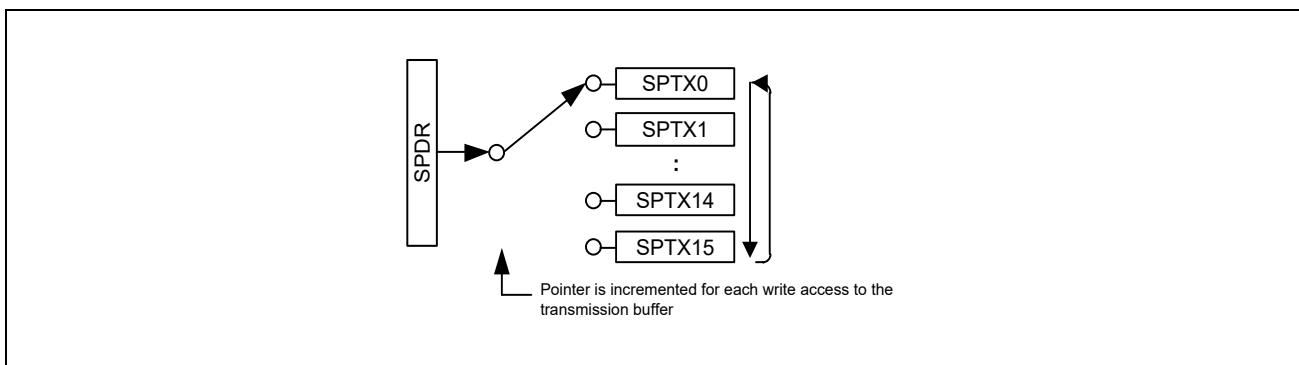 SPDR
SPTX0
SPTX1
:
SPTX14
SPTX15
Pointer is incremented for each write access to the
transmission buffer